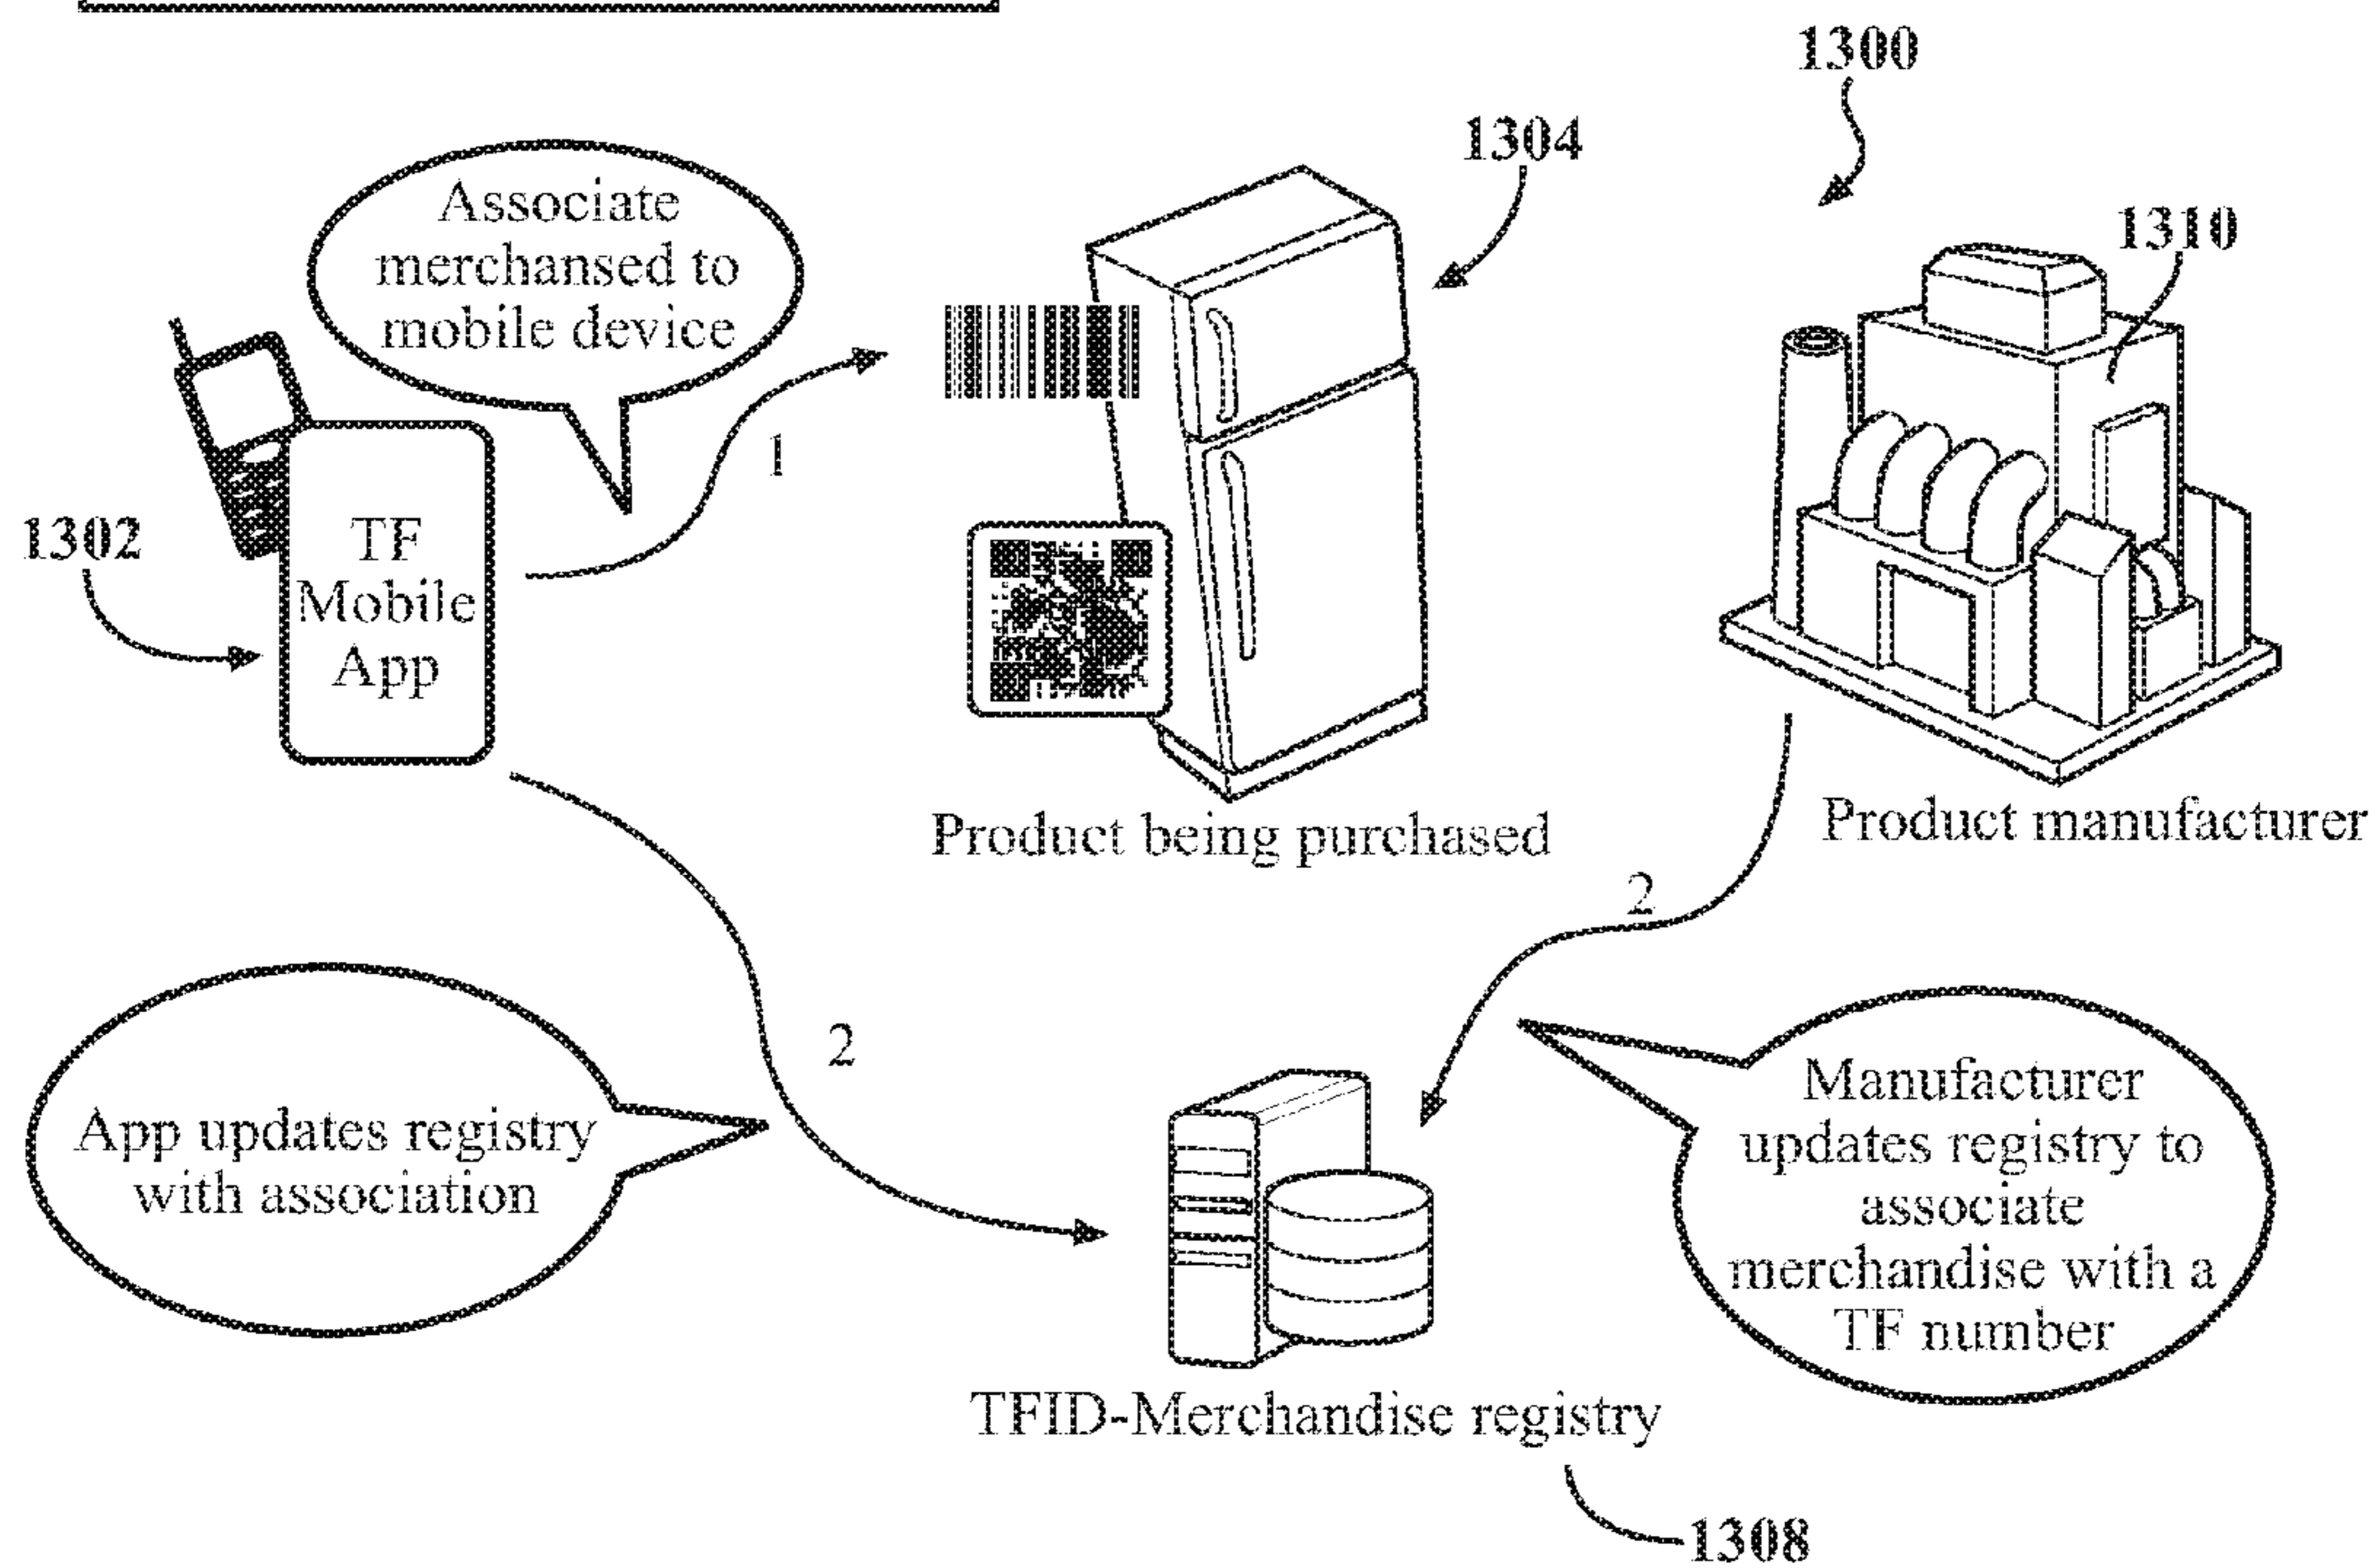 1300
1304
1310
Associate
merchansed to
mobile device
1
1302
TF
Mobile
App
Product being purchased
Product manufacturer
2
2
App updates registry
with association
Manufacturer
updates registry to
associate
merchandise with a
TF number
TFID-Merchandise registry
1308